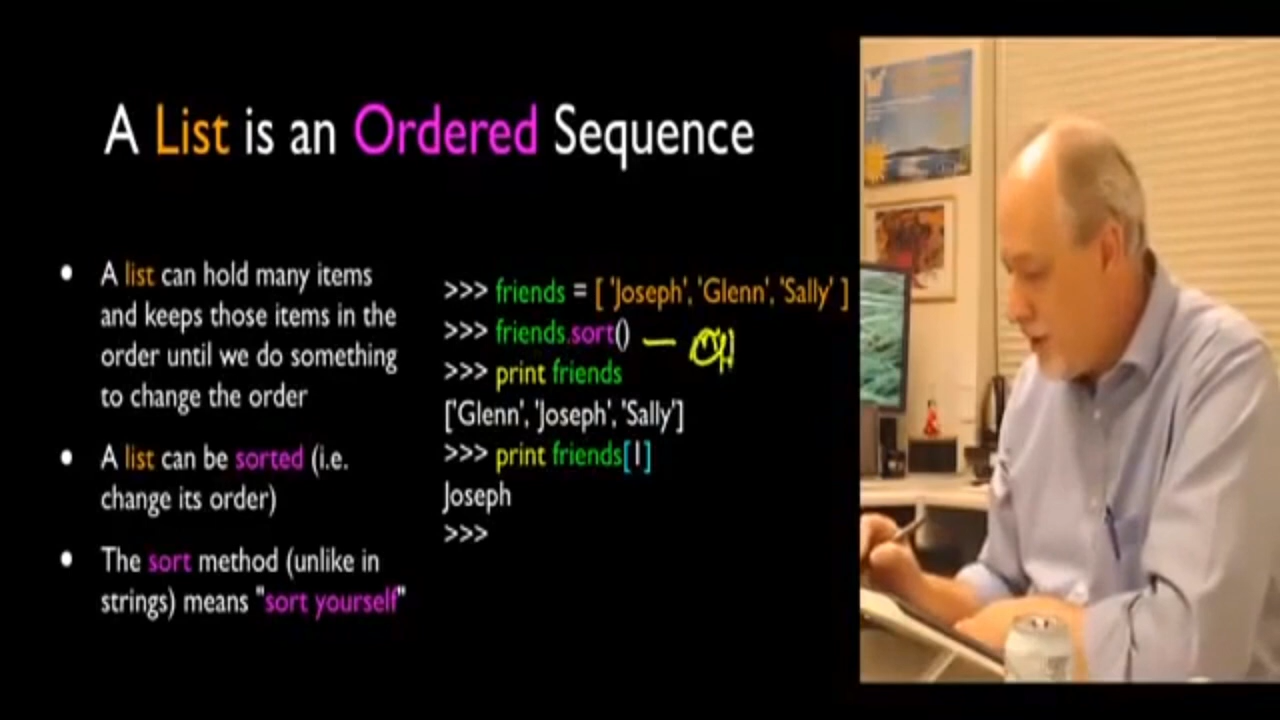 A List is an Ordered Sequence
• A list can hold many items
and keeps those items in the
order until we do something
to change the order
• A list can be sorted (i.e.
change its order)
• The sort method (unlike in
strings) means "sort yourself"
>>> friends = [ 'Joseph', 'Glenn', 'Sally' ]
>>> friends.sort()
>>> print friends
['Glenn', 'Joseph', 'Sally']
>>> print friends[1]
Joseph
>>>